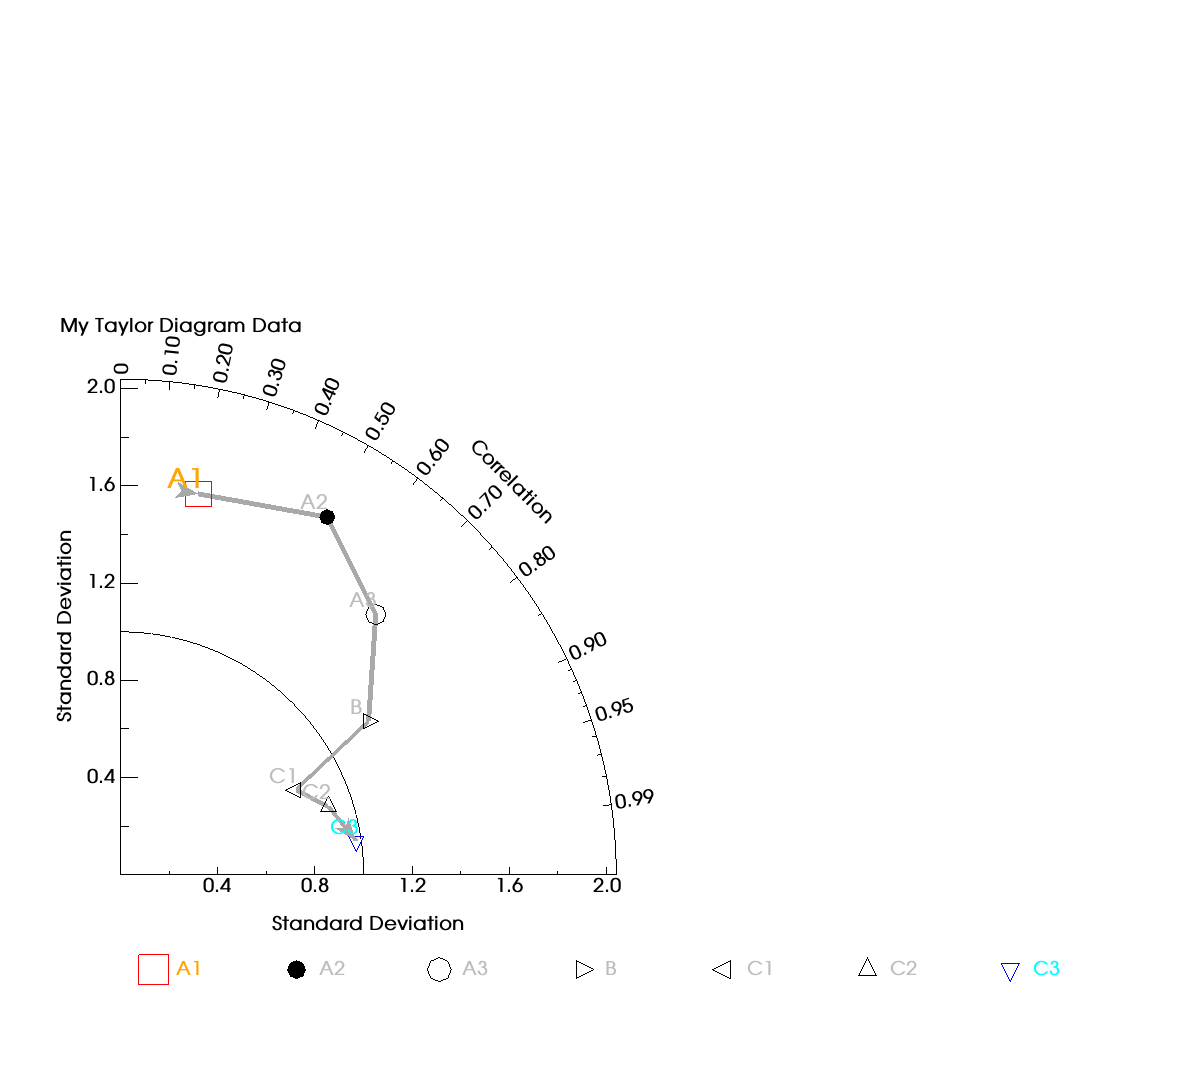 My Taylor Diagram Data
0
0.10
0.20
0.30
0.40
0.50
0.60
0.70
0.80
0.90
0.95
0.99
Correlation
2.0
1.6
1.2
0.8
0.4
Standard Deviation
A1
A2
A3
B
C1
C2
C3
0.4
0.8
1.2
1.6
2.0
Standard Deviation
A1 A2 A3 B C1 C2 C3